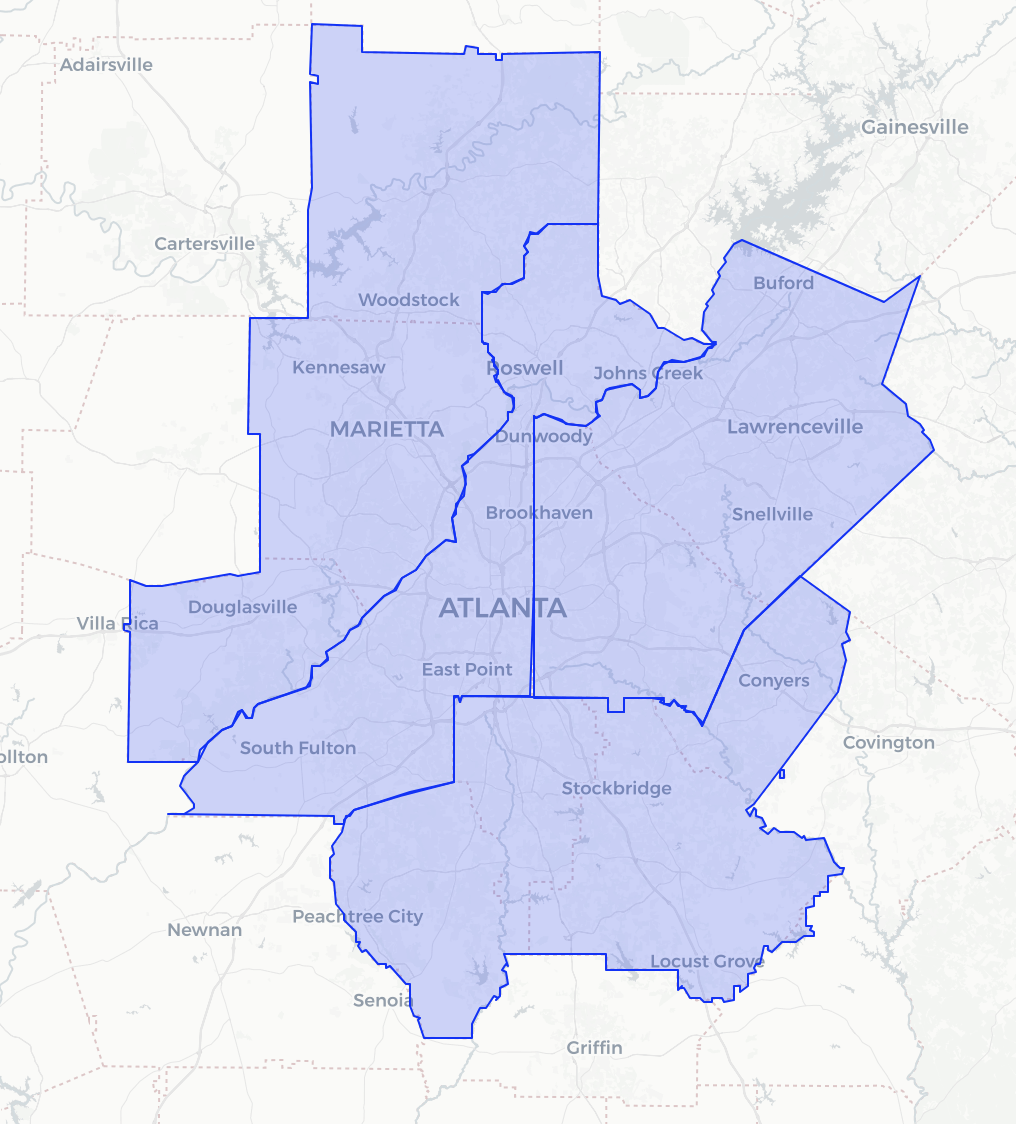 Adairsville
Gainesville
Cartersville
Buford
Woodstock
Kennesaw
Roswell
Johns Creek
MARIETTA
Dunwoody
Lawrenceville
Brookhaven
Snellville
Douglasville
ATLANTA
Villa Rica
East Point
Conyers
South Fulton
Covington
ollton
Stockbridge
Peachtree City
Newnan
Locust Grove
Senoia
Griffin